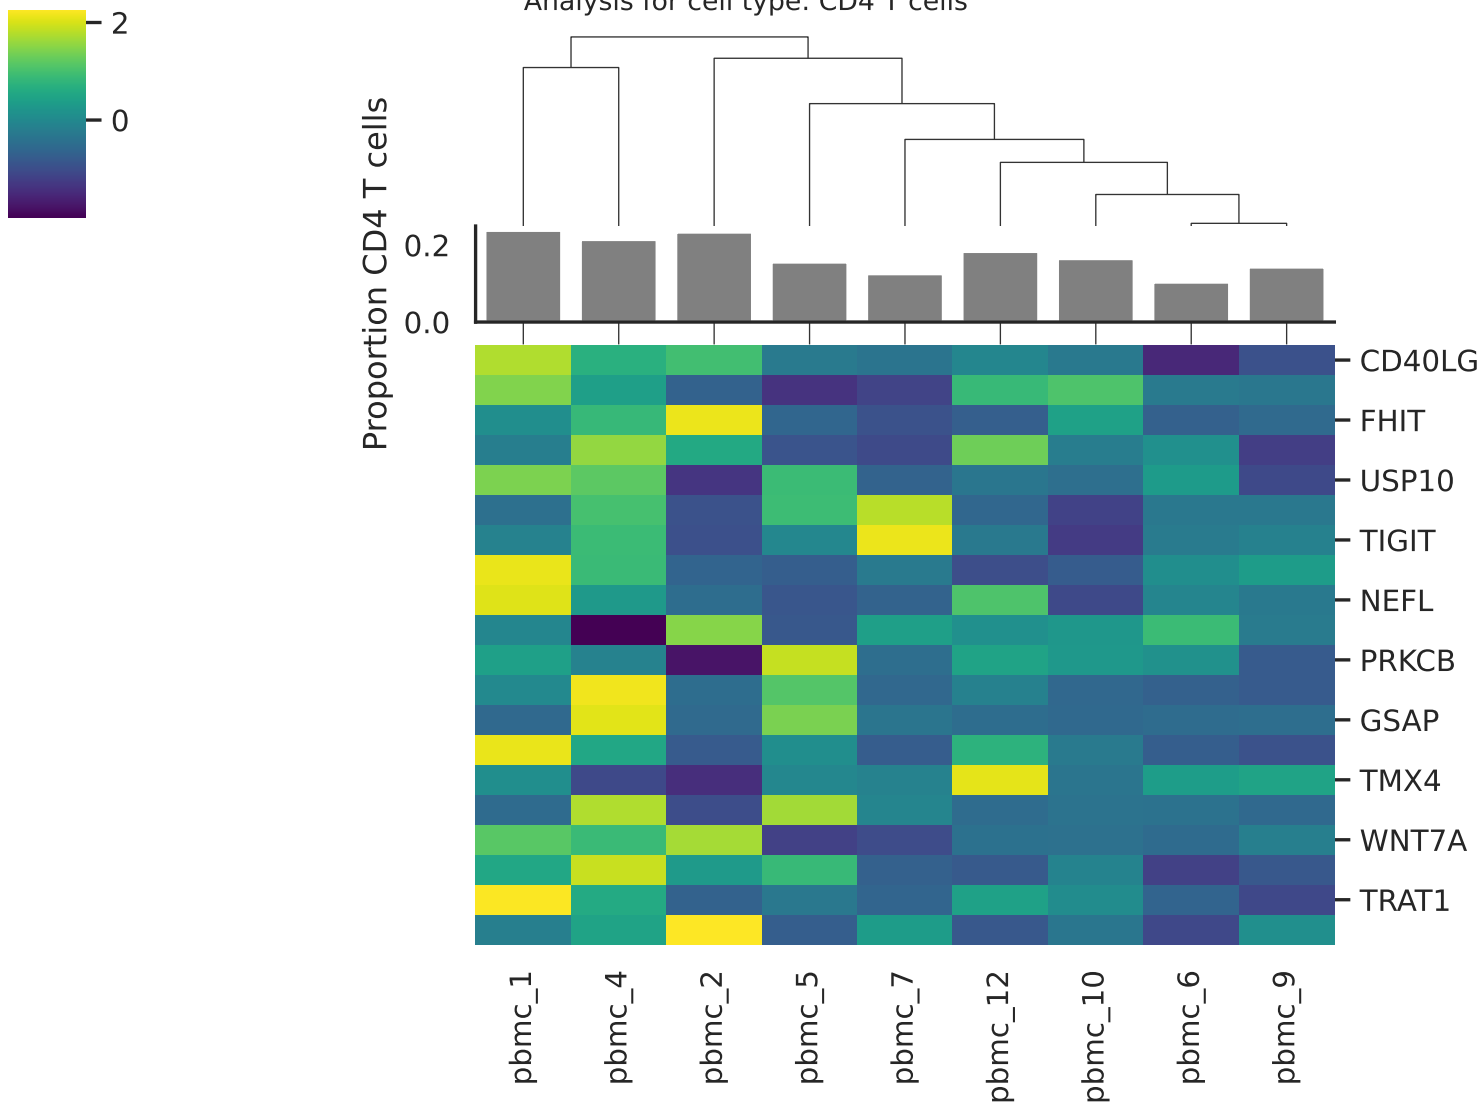 Analysis for cell type: CD4 T cells
2
0
Proportion CD4 T cells
0.2
0.0
CD40LG
FHIT
USP10
TIGIT
NEFL
PRKCB
GSAP
TMX4
WNT7A
TRAT1
pbmc_1
pbmc_4
pbmc_2
pbmc_5
pbmc_7
pbmc_12
pbmc_10
pbmc_6
pbmc_9